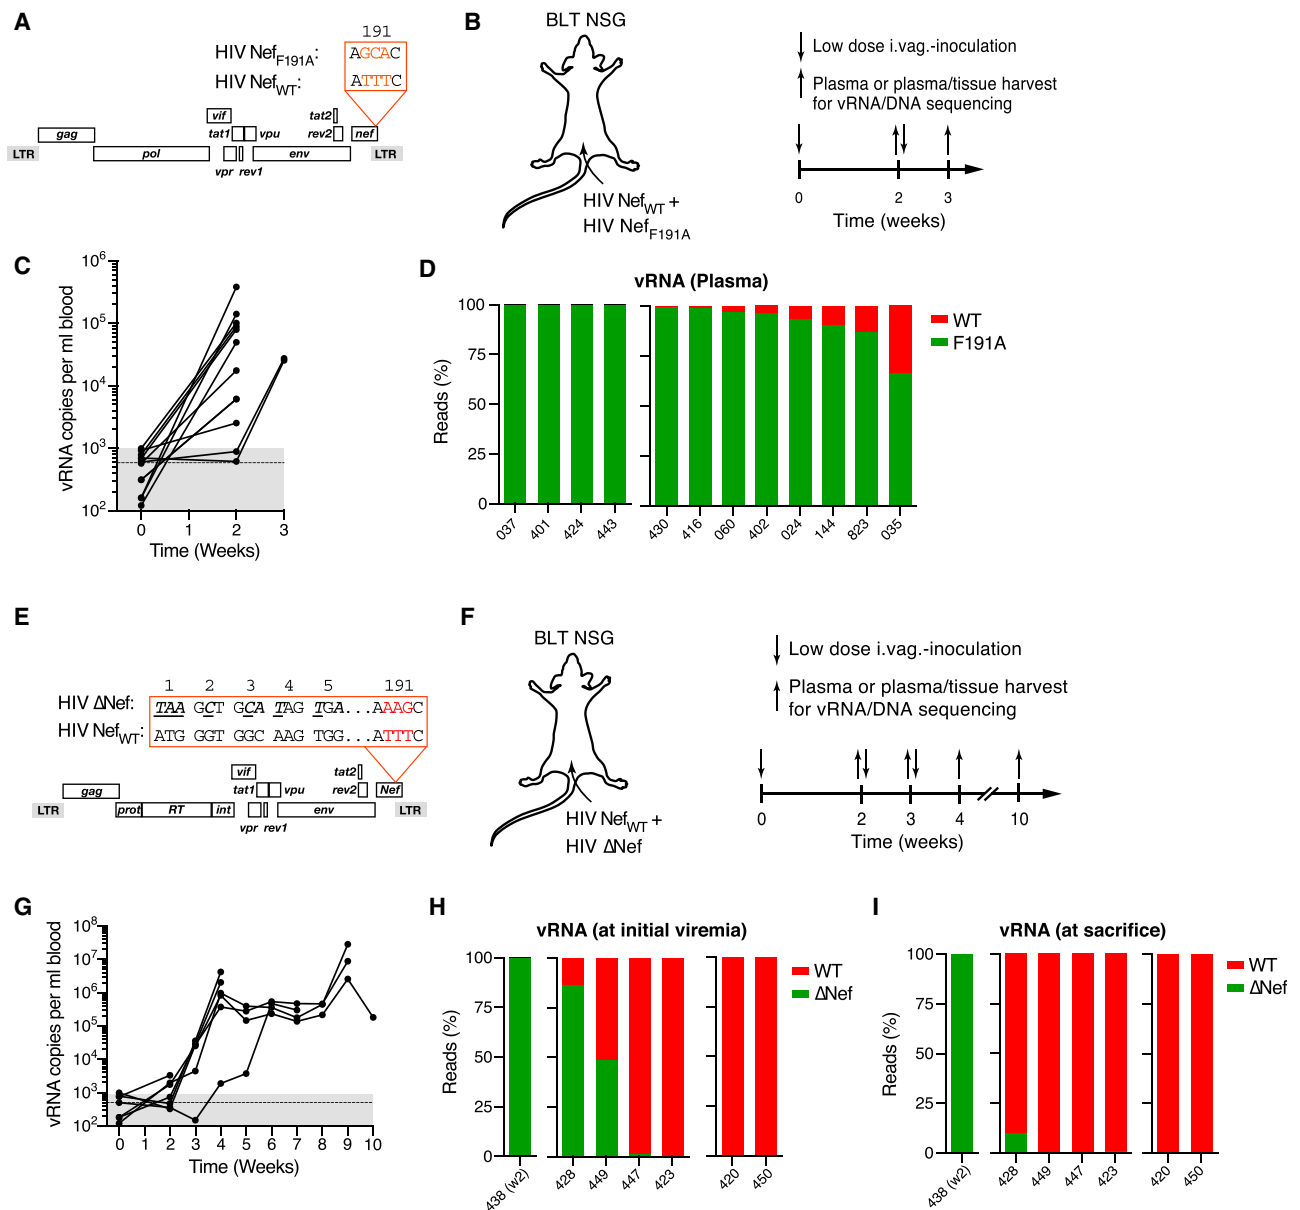 A
191
HIV NefF191A: AGCAC
HIV NefWT: ATTTC
vif
tat2
gag
tat1
vpu
rev2
nef
LTR
pol
env
LTR
vpr
rev1
B
BLT NSG
HIV NefWT +
HIV NefF191A
Low dose i.vag.-inoculation
Plasma or plasma/tissue harvest
for vRNA/DNA sequencing
0 2 3
Time (weeks)
C
vRNA copies per ml blood
10^6
10^5
10^4
10^3
10^2
0 1 2 3
Time (Weeks)
D
vRNA (Plasma)
Reads (%)
100
75
50
25
0
037 401 424 443 430 416 060 402 024 144 823 035
WT
F191A
E
1 2 3 4 5 191
HIV ΔNef: TAA GCT GCA TAG TGA...AAAGC
HIV NefWT: ATG GGT GGC AAG TGG...ATTTC
vif
tat2
gag
tat1
vpu
rev2
Nef
LTR
prot
RT
int
env
LTR
vpr
rev1
F
BLT NSG
HIV NefWT +
HIV ΔNef
Low dose i.vag.-inoculation
Plasma or plasma/tissue harvest
for vRNA/DNA sequencing
0 2 3 4 10
Time (weeks)
G
vRNA copies per ml blood
10^8
10^7
10^6
10^5
10^4
10^3
10^2
0 1 2 3 4 5 6 7 8 9 10
Time (Weeks)
H
vRNA (at initial viremia)
Reads (%)
100
75
50
25
0
438 (w2) 428 449 447 423 420 450
WT
ΔNef
I
vRNA (at sacrifice)
Reads (%)
100
75
50
25
0
438 (w2) 428 449 447 423 420 450
WT
ΔNef